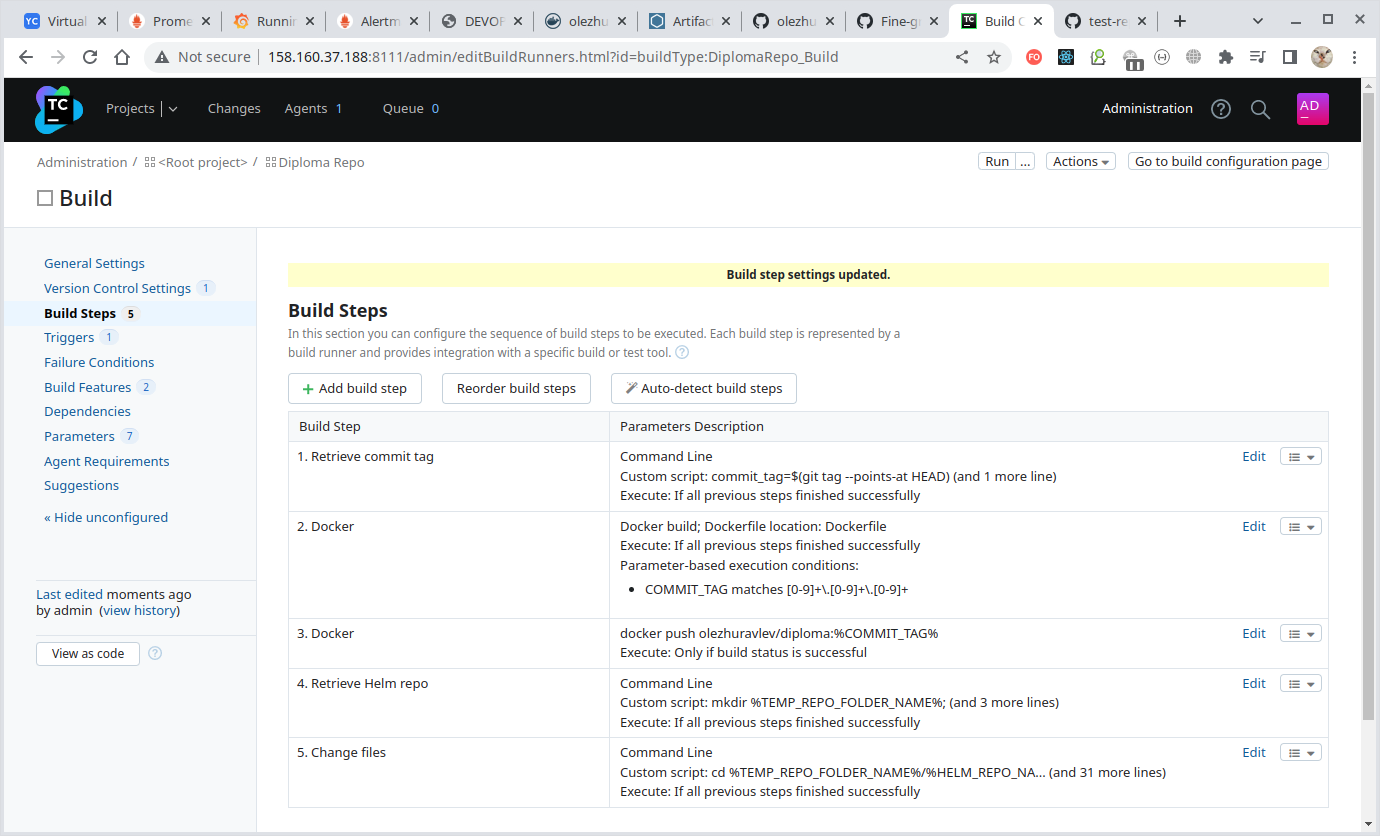 YC Virtual
Prome
Runnin
Alertm
DEVOP
olezhu
Artifac
olezhu
Fine-gr
TC Build C
test-re
Not secure 158.160.37.188:8111/admin/editBuildRunners.html?id=buildType:DiplomaRepo_Build
FO
TC Projects Changes Agents 1 Queue 0 Administration AD
Administration / <Root project> / Diploma Repo
Run ... Actions Go to build configuration page
Build
General Settings
Version Control Settings 1
Build Steps 5
Triggers 1
Failure Conditions
Build Features 2
Dependencies
Parameters 7
Agent Requirements
Suggestions
« Hide unconfigured
Last edited moments ago
by admin (view history)
View as code ?
Build step settings updated.
Build Steps
In this section you can configure the sequence of build steps to be executed. Each build step is represented by a
build runner and provides integration with a specific build or test tool. ?
+ Add build step Reorder build steps Auto-detect build steps
Build Step Parameters Description
1. Retrieve commit tag Command Line Edit
Custom script: commit_tag=$(git tag --points-at HEAD) (and 1 more line)
Execute: If all previous steps finished successfully
2. Docker Docker build; Dockerfile location: Dockerfile Edit
Execute: If all previous steps finished successfully
Parameter-based execution conditions:
• COMMIT_TAG matches [0-9]+\.[0-9]+\.[0-9]+
3. Docker docker push olezhuravlev/diploma:%COMMIT_TAG% Edit
Execute: Only if build status is successful
4. Retrieve Helm repo Command Line Edit
Custom script: mkdir %TEMP_REPO_FOLDER_NAME%; (and 3 more lines)
Execute: If all previous steps finished successfully
5. Change files Command Line Edit
Custom script: cd %TEMP_REPO_FOLDER_NAME%/%HELM_REPO_NA... (and 31 more lines)
Execute: If all previous steps finished successfully